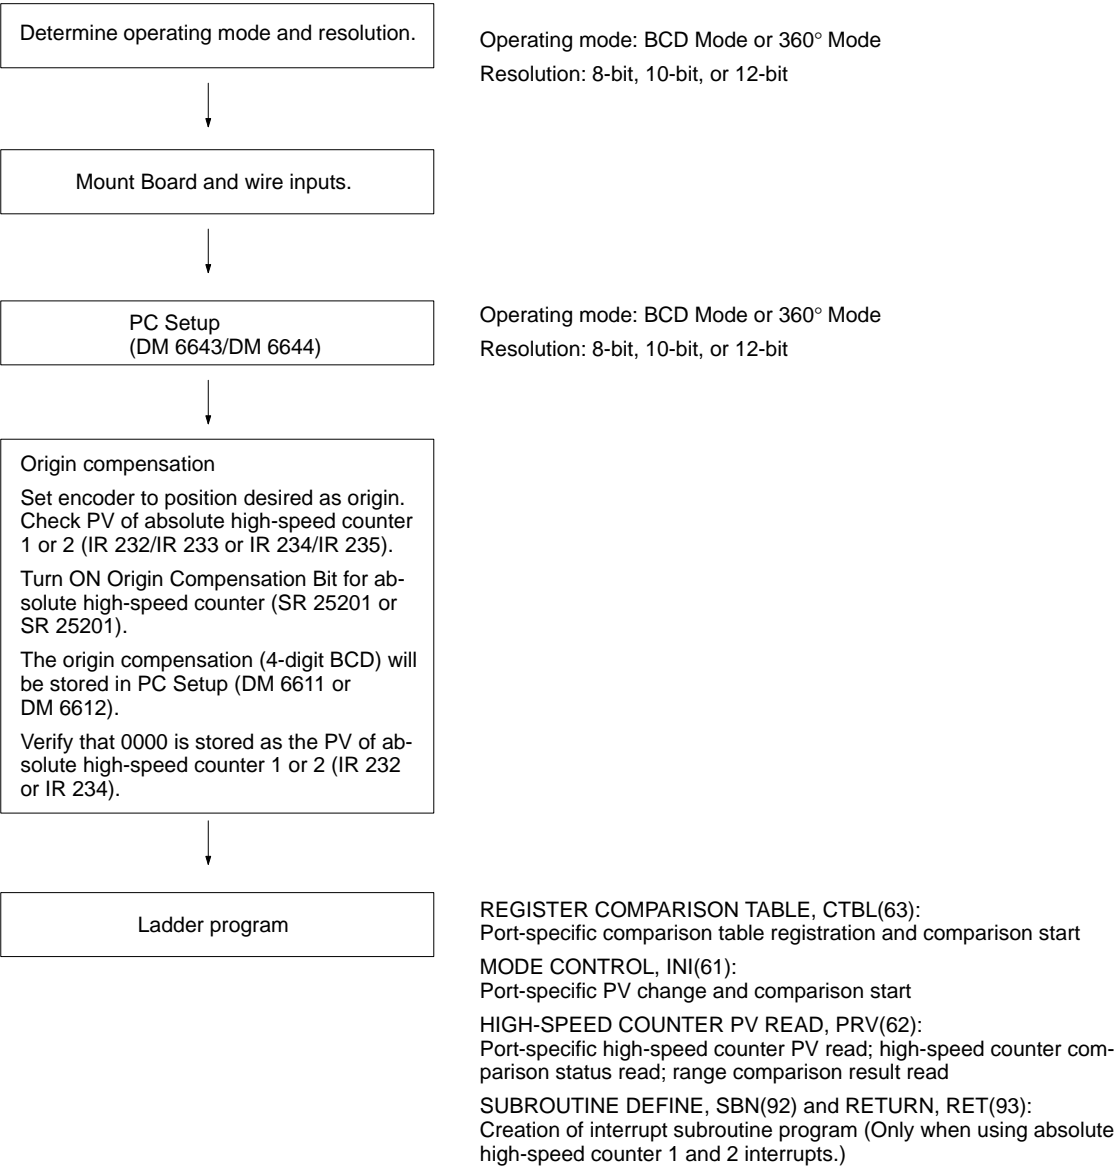 Determine operating mode and resolution.
Operating mode: BCD Mode or 360° Mode
Resolution: 8-bit, 10-bit, or 12-bit
Mount Board and wire inputs.
PC Setup
(DM 6643/DM 6644)
Operating mode: BCD Mode or 360° Mode
Resolution: 8-bit, 10-bit, or 12-bit
Origin compensation
Set encoder to position desired as origin.
Check PV of absolute high-speed counter
1 or 2 (IR 232/IR 233 or IR 234/IR 235).
Turn ON Origin Compensation Bit for ab-
solute high-speed counter (SR 25201 or
SR 25201).
The origin compensation (4-digit BCD) will
be stored in PC Setup (DM 6611 or
DM 6612).
Verify that 0000 is stored as the PV of ab-
solute high-speed counter 1 or 2 (IR 232
or IR 234).
Ladder program
REGISTER COMPARISON TABLE, CTBL(63):
Port-specific comparison table registration and comparison start
MODE CONTROL, INI(61):
Port-specific PV change and comparison start
HIGH-SPEED COUNTER PV READ, PRV(62):
Port-specific high-speed counter PV read; high-speed counter com-
parison status read; range comparison result read
SUBROUTINE DEFINE, SBN(92) and RETURN, RET(93):
Creation of interrupt subroutine program (Only when using absolute
high-speed counter 1 and 2 interrupts.)